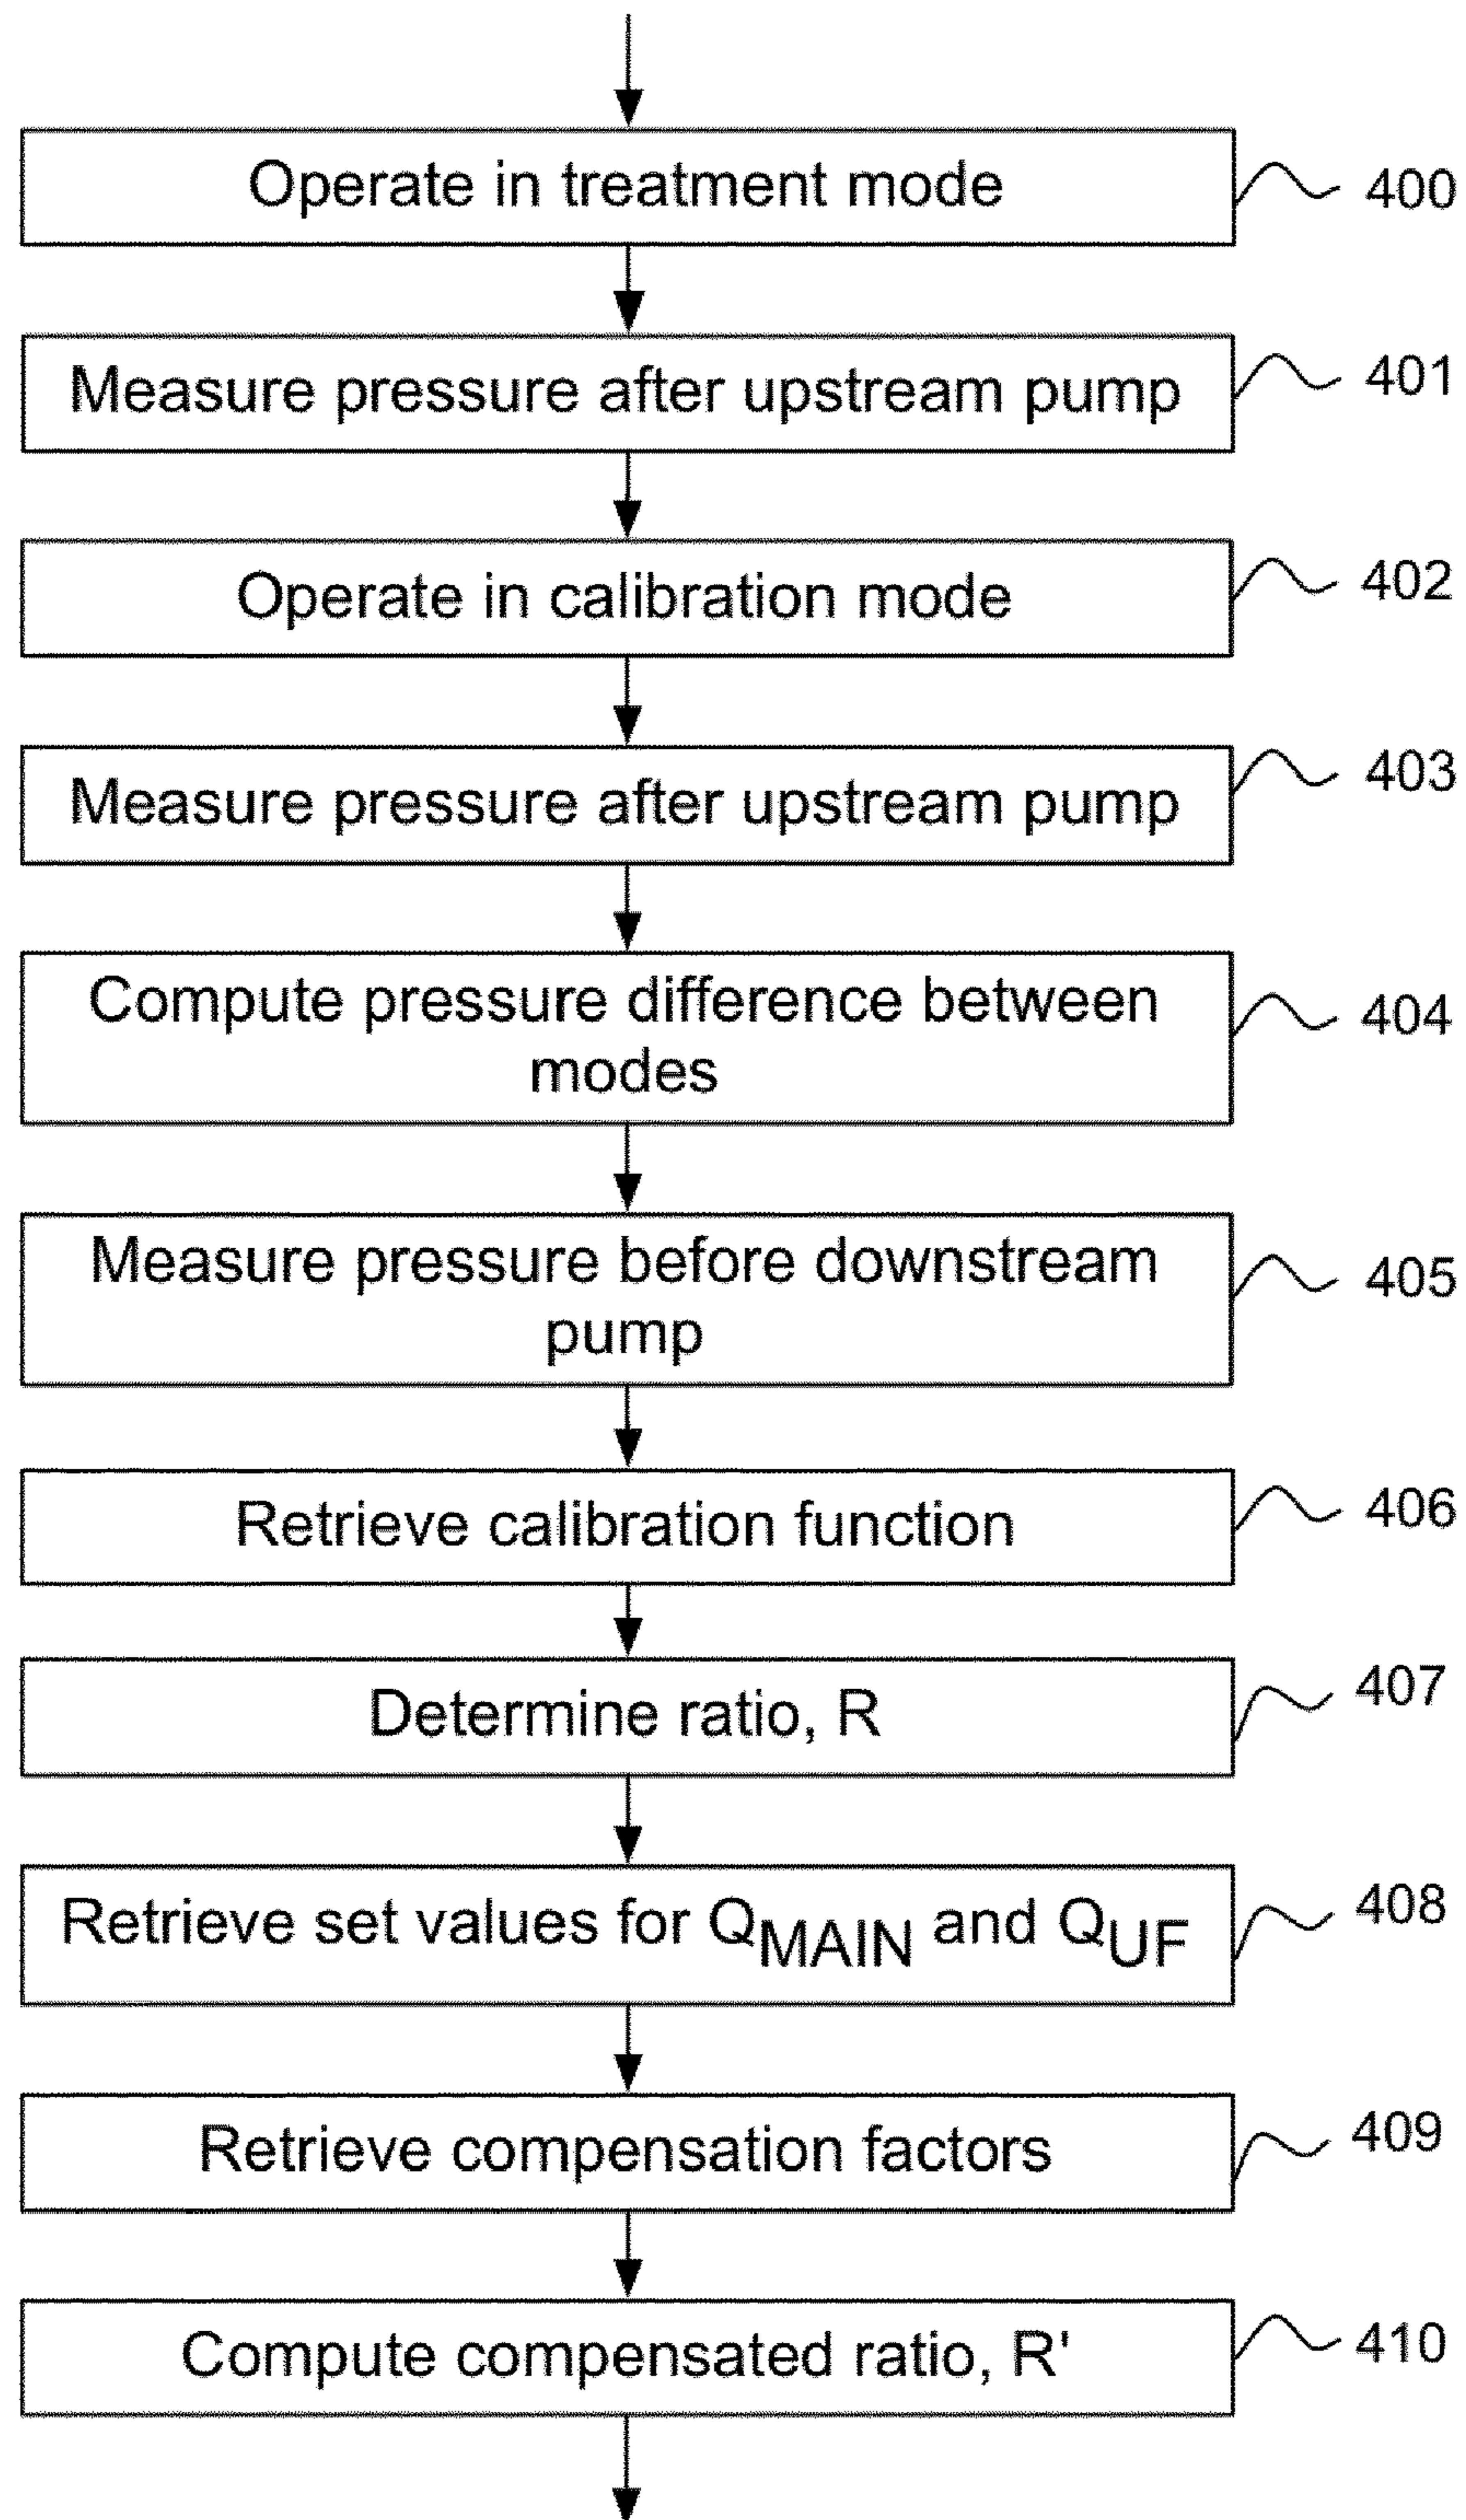 Operate in treatment mode 400
Measure pressure after upstream pump 401
Operate in calibration mode 402
Measure pressure after upstream pump 403
Compute pressure difference between
modes
404
Measure pressure before downstream
pump
405
Retrieve calibration function 406
Determine ratio, R 407
Retrieve set values for QMAIN and QUF 408
Retrieve compensation factors 409
Compute compensated ratio, R' 410